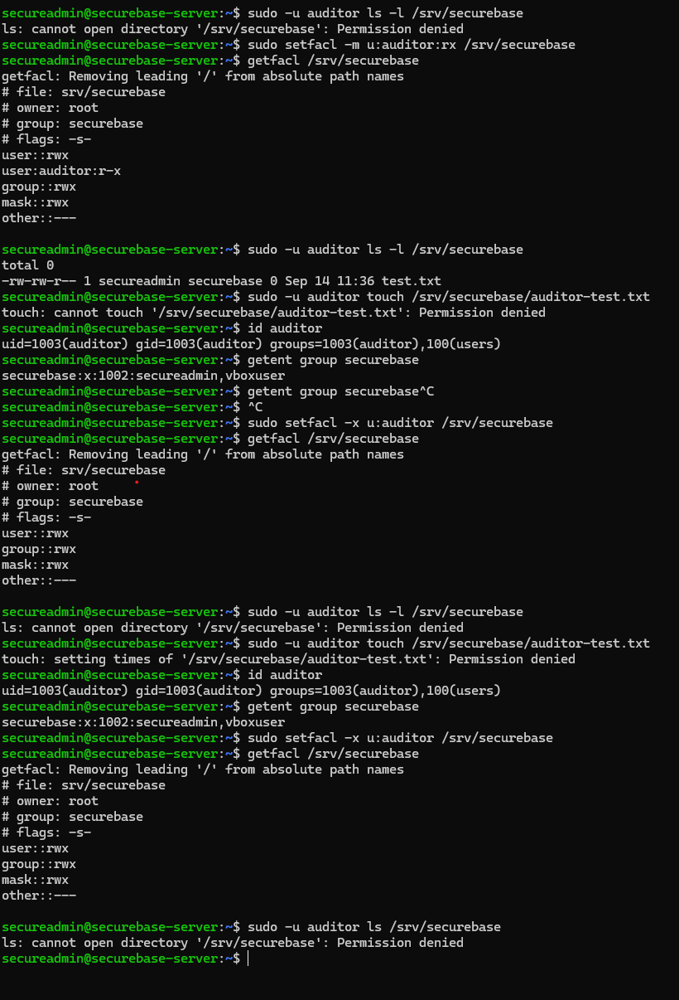 secureadmin@securebase-server:~$ sudo -u auditor ls -l /srv/securebase
ls: cannot open directory '/srv/securebase': Permission denied
secureadmin@securebase-server:~$ sudo setfacl -m u:auditor:rx /srv/securebase
secureadmin@securebase-server:~$ getfacl /srv/securebase
getfacl: Removing leading '/' from absolute path names
# file: srv/securebase
# owner: root
# group: securebase
# flags: -s-
user::rwx
user:auditor:r-x
group::rwx
mask::rwx
other::---

secureadmin@securebase-server:~$ sudo -u auditor ls -l /srv/securebase
total 0
-rw-rw-r-- 1 secureadmin securebase 0 Sep 14 11:36 test.txt
secureadmin@securebase-server:~$ sudo -u auditor touch /srv/securebase/auditor-test.txt
touch: cannot touch '/srv/securebase/auditor-test.txt': Permission denied
secureadmin@securebase-server:~$ id auditor
uid=1003(auditor) gid=1003(auditor) groups=1003(auditor),100(users)
secureadmin@securebase-server:~$ getent group securebase
securebase:x:1002:secureadmin,vboxuser
secureadmin@securebase-server:~$ getent group securebase^C
secureadmin@securebase-server:~$ ^C
secureadmin@securebase-server:~$ sudo setfacl -x u:auditor /srv/securebase
secureadmin@securebase-server:~$ getfacl /srv/securebase
getfacl: Removing leading '/' from absolute path names
# file: srv/securebase
# owner: root
# group: securebase
# flags: -s-
user::rwx
group::rwx
mask::rwx
other::---

secureadmin@securebase-server:~$ sudo -u auditor ls -l /srv/securebase
ls: cannot open directory '/srv/securebase': Permission denied
secureadmin@securebase-server:~$ sudo -u auditor touch /srv/securebase/auditor-test.txt
touch: setting times of '/srv/securebase/auditor-test.txt': Permission denied
secureadmin@securebase-server:~$ id auditor
uid=1003(auditor) gid=1003(auditor) groups=1003(auditor),100(users)
secureadmin@securebase-server:~$ getent group securebase
securebase:x:1002:secureadmin,vboxuser
secureadmin@securebase-server:~$ sudo setfacl -x u:auditor /srv/securebase
secureadmin@securebase-server:~$ getfacl /srv/securebase
getfacl: Removing leading '/' from absolute path names
# file: srv/securebase
# owner: root
# group: securebase
# flags: -s-
user::rwx
group::rwx
mask::rwx
other::---

secureadmin@securebase-server:~$ sudo -u auditor ls /srv/securebase
ls: cannot open directory '/srv/securebase': Permission denied
secureadmin@securebase-server:~$